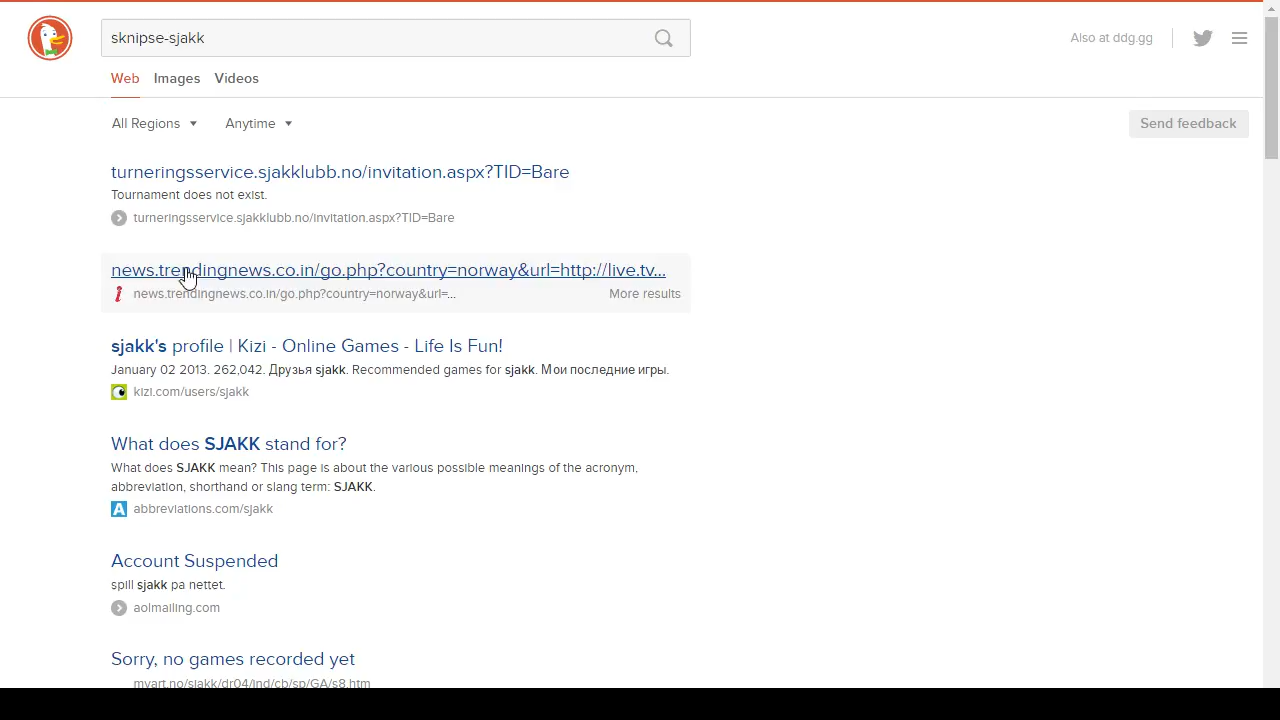 sknipse-sjakk
Also at ddg.gg
Web Images Videos
All Regions Anytime
Send feedback
turneringsservice.sjakklubb.no/invitation.aspx?TID=Bare
Tournament does not exist.
turneringsservice.sjakklubb.no/invitation.aspx?TID=Bare
news.trendingnews.co.in/go.php?country=norway&url=http://live.tv...
news.trendingnews.co.in/go.php?country=norway&url=... More results
sjakk's profile | Kizi - Online Games - Life Is Fun!
January 02 2013. 262,042. Друзья sjakk. Recommended games for sjakk. Мои последние игры.
kizi.com/users/sjakk
What does SJAKK stand for?
What does SJAKK mean? This page is about the various possible meanings of the acronym,
abbreviation, shorthand or slang term: SJAKK.
A abbreviations.com/sjakk
Account Suspended
spill sjakk pa nettet.
aolmailing.com
Sorry, no games recorded yet
myart.no/sjakk/dr04/ind/cb/sp/GA/s8.htm